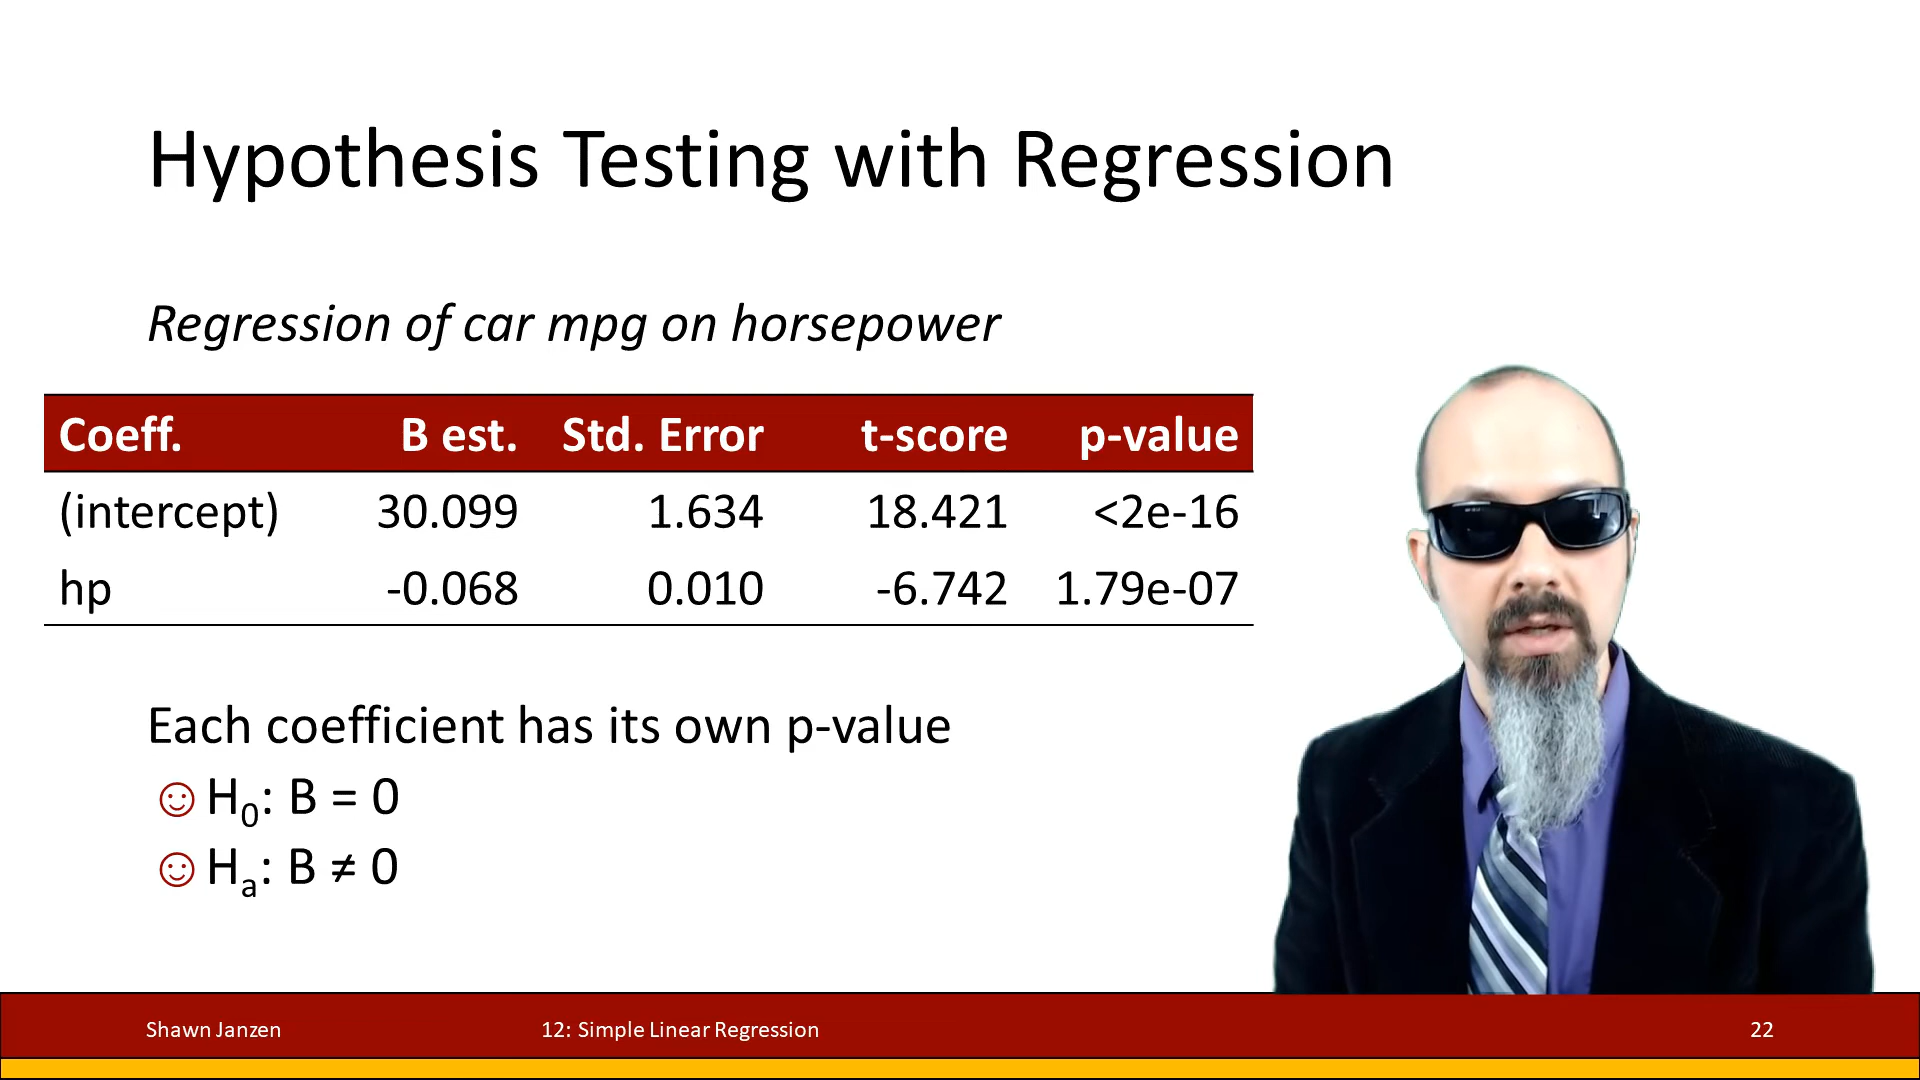 Hypothesis Testing with Regression
Regression of car mpg on horsepower
Coeff. B est. Std. Error t-score p-value
(intercept) 30.099 1.634 18.421 <2e-16
hp -0.068 0.010 -6.742 1.79e-07
Each coefficient has its own p-value
☺H₀: B = 0
☺Hₐ: B ≠ 0
Shawn Janzen 12: Simple Linear Regression 22